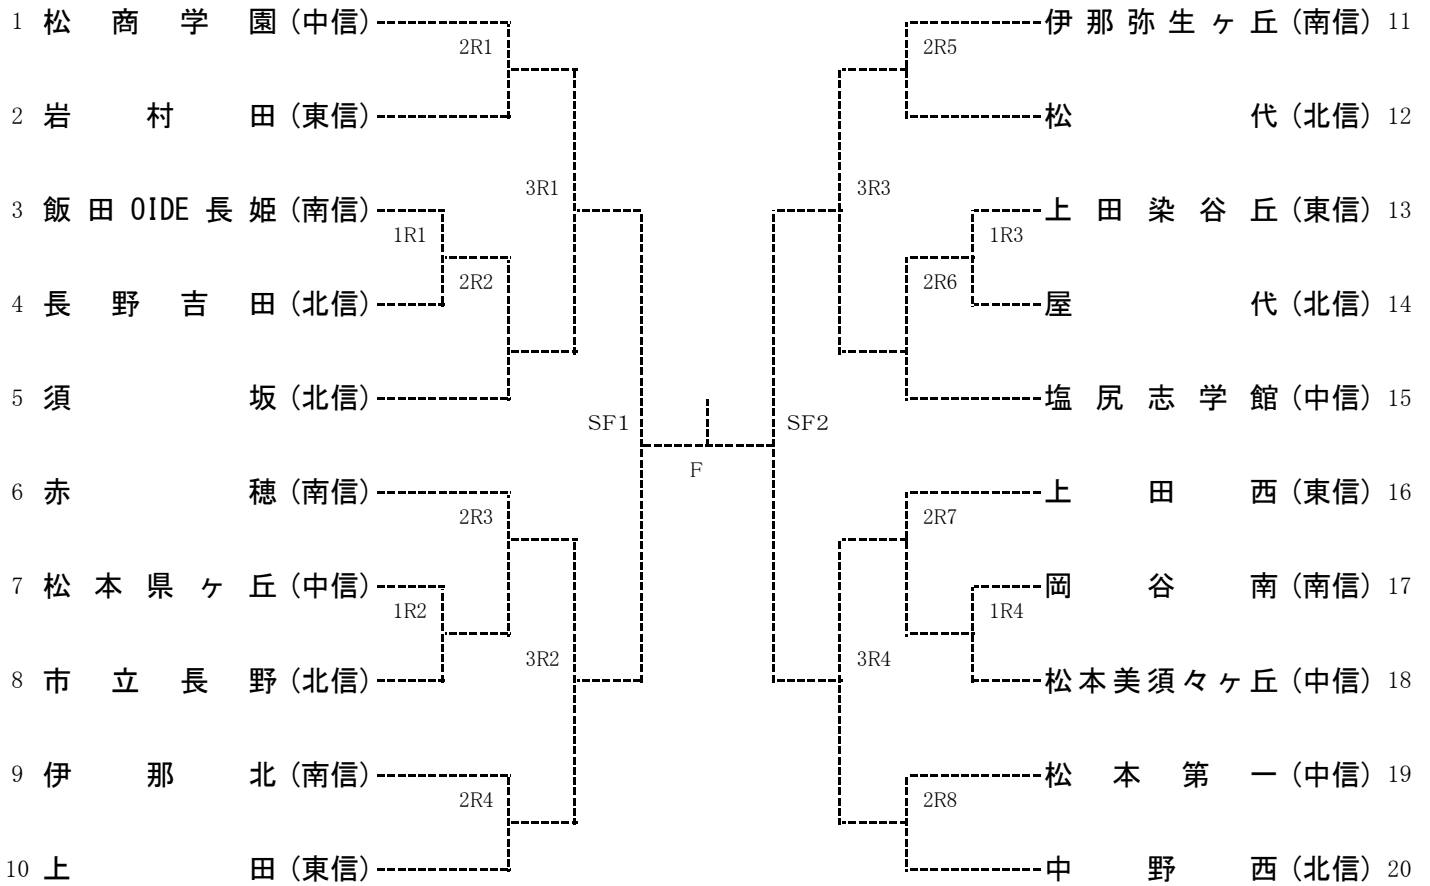 1 松商学園 (中信)
2R1
2 岩村田 (東信)
3R1
3 飯田OIDE長姫 (南信)
1R1
2R2
4 長野吉田 (北信)
5 須坂 (北信)
SF1
6 赤穂 (南信)
2R3
7 松本県ヶ丘 (中信)
1R2
3R2
8 市立長野 (北信)
9 伊那北 (南信)
2R4
10 上田 (東信)
F
伊那弥生ヶ丘 (南信) 11
2R5
松代 (北信) 12
3R3
上田染谷丘 (東信) 13
1R3
2R6
屋代 (北信) 14
塩尻志学館 (中信) 15
SF2
上田西 (東信) 16
2R7
岡谷南 (南信) 17
1R4
3R4
松本美須々ヶ丘 (中信) 18
松本第一 (中信) 19
2R8
中野西 (北信) 20